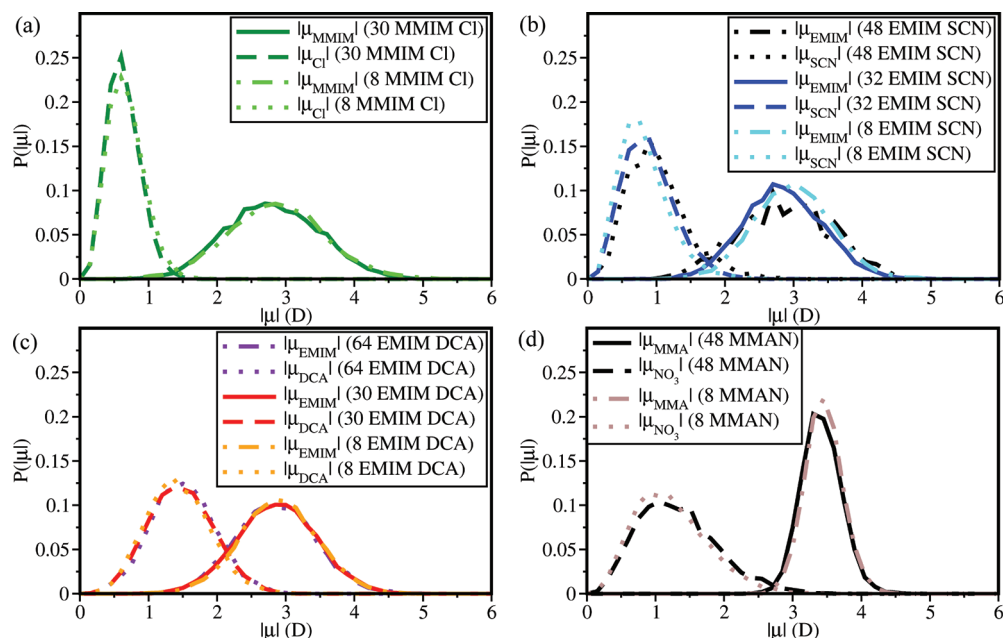 (a)
|μMMIM| (30 MMIM Cl)
|μCl| (30 MMIM Cl)
|μMMIM| (8 MMIM Cl)
|μCl| (8 MMIM Cl)
0.25
0.2
0.15
0.1
0.05
0
P(|μ|)
0 1 2 3 4 5 6
|μ| (D)
(b)
|μEMIM| (48 EMIM SCN)
|μSCN| (48 EMIM SCN)
|μEMIM| (32 EMIM SCN)
|μSCN| (32 EMIM SCN)
|μEMIM| (8 EMIM SCN)
|μSCN| (8 EMIM SCN)
0.25
0.2
0.15
0.1
0.05
0
P(|μ|)
0 1 2 3 4 5 6
|μ| (D)
(c)
|μEMIM| (64 EMIM DCA)
|μDCA| (64 EMIM DCA)
|μEMIM| (30 EMIM DCA)
|μDCA| (30 EMIM DCA)
|μEMIM| (8 EMIM DCA)
|μDCA| (8 EMIM DCA)
0.25
0.2
0.15
0.1
0.05
0
P(|μ|)
0 1 2 3 4 5 6
|μ| (D)
(d)
|μMMA| (48 MMAN)
|μNO3| (48 MMAN)
|μMMA| (8 MMAN)
|μNO3| (8 MMAN)
0.25
0.2
0.15
0.1
0.05
0
P(|μ|)
0 1 2 3 4 5 6
|μ| (D)